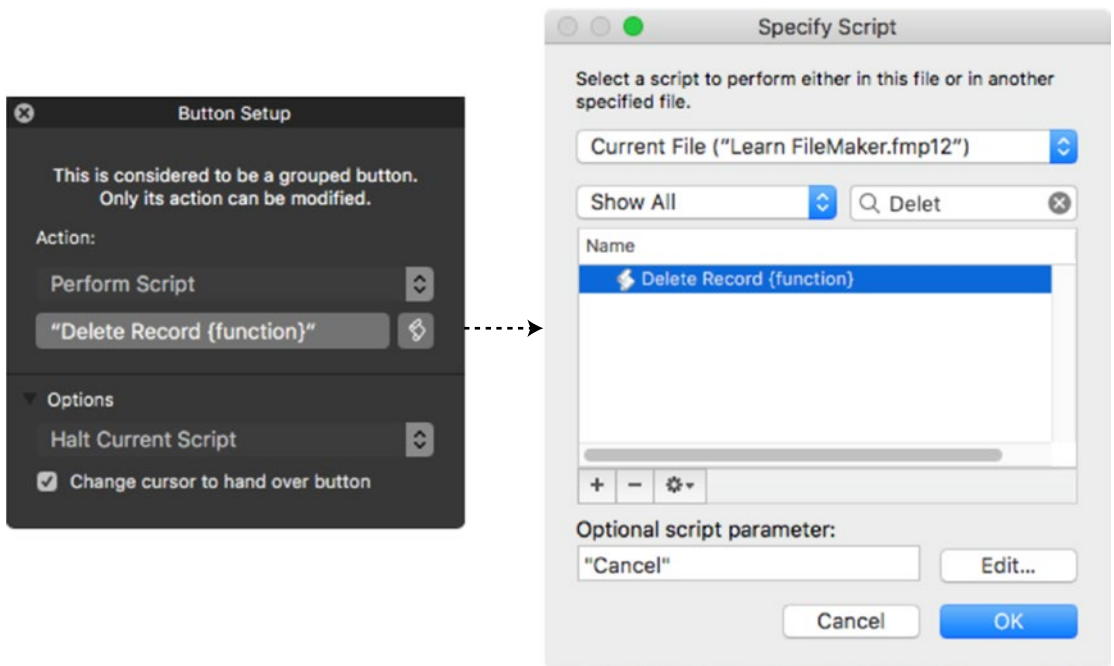 Button Setup
This is considered to be a grouped button.
Only its action can be modified.
Action:
Perform Script
“Delete Record {function}“
Options
Halt Current Script
Change cursor to hand over button
Specify Script
Select a script to perform either in this file or in another
specified file.
Current File (“Learn FileMaker.fmp12”)
Show All
Delet
Name
Delete Record {function}
Optional script parameter:
"Cancel"
Edit...
Cancel
OK